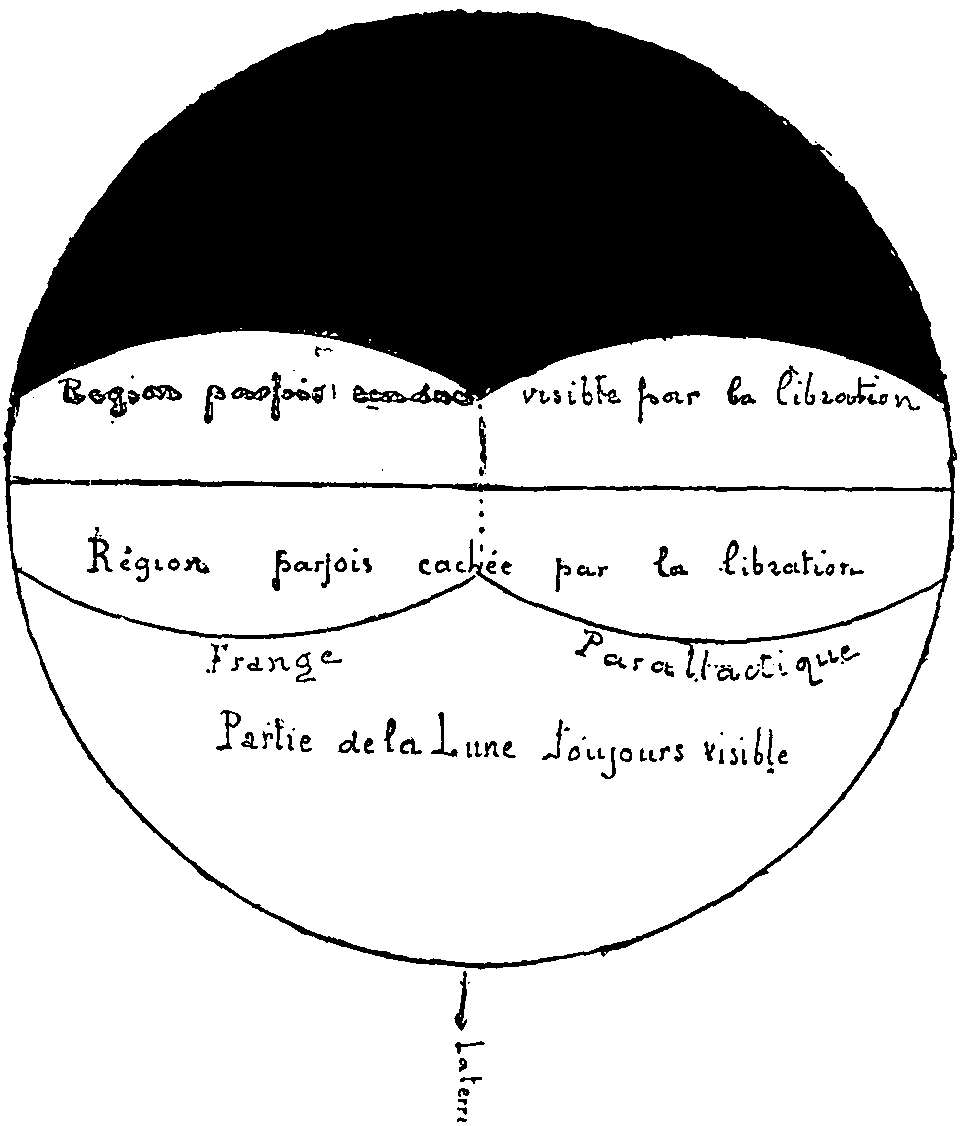 Region parfois rendue visible par la libration
Région parfois cachée par la libration
Frange Parallactique
Partie de la Lune toujours visible
La terre